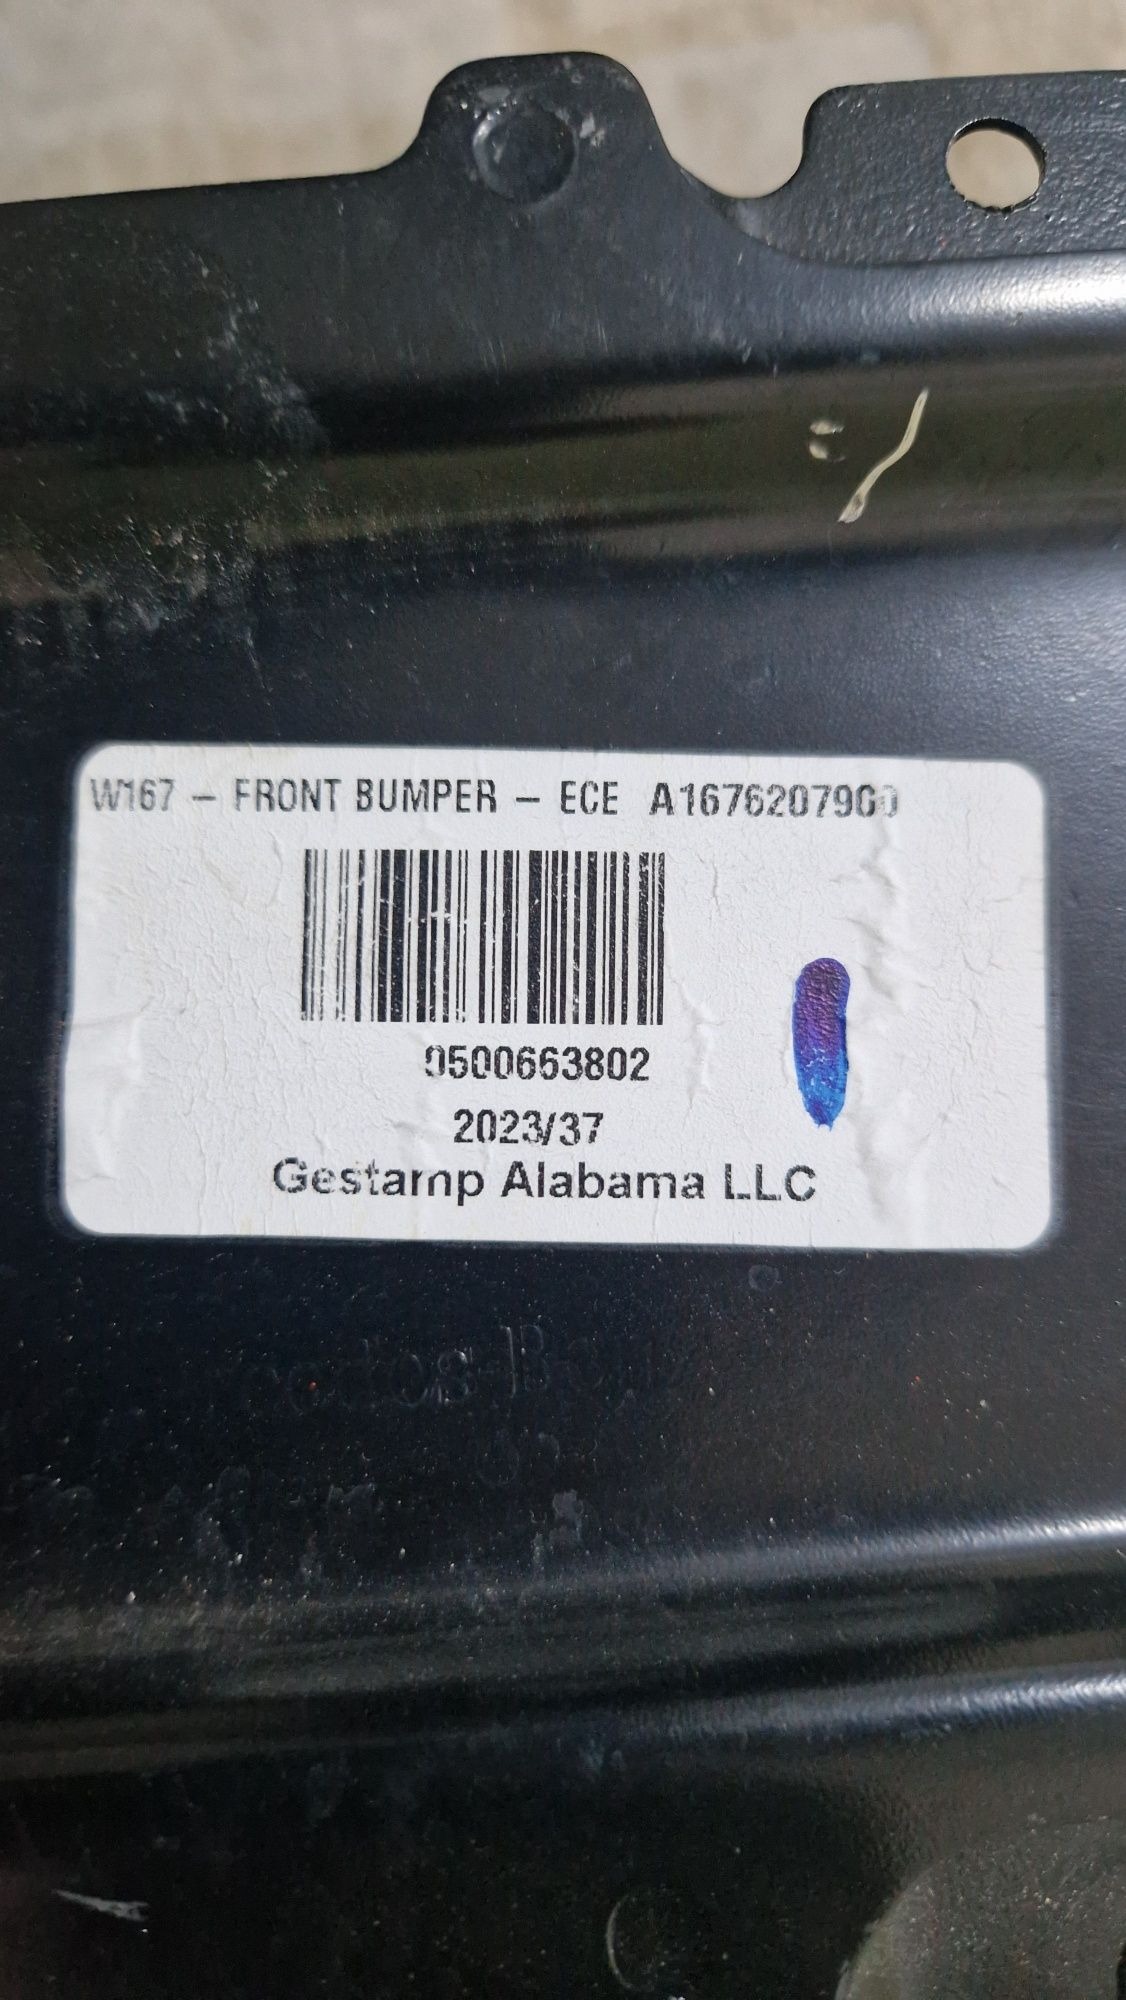 W167 – FRONT BUMPER – ECE A1676207900
0500663802
2023/37
Gestamp Alabama LLC